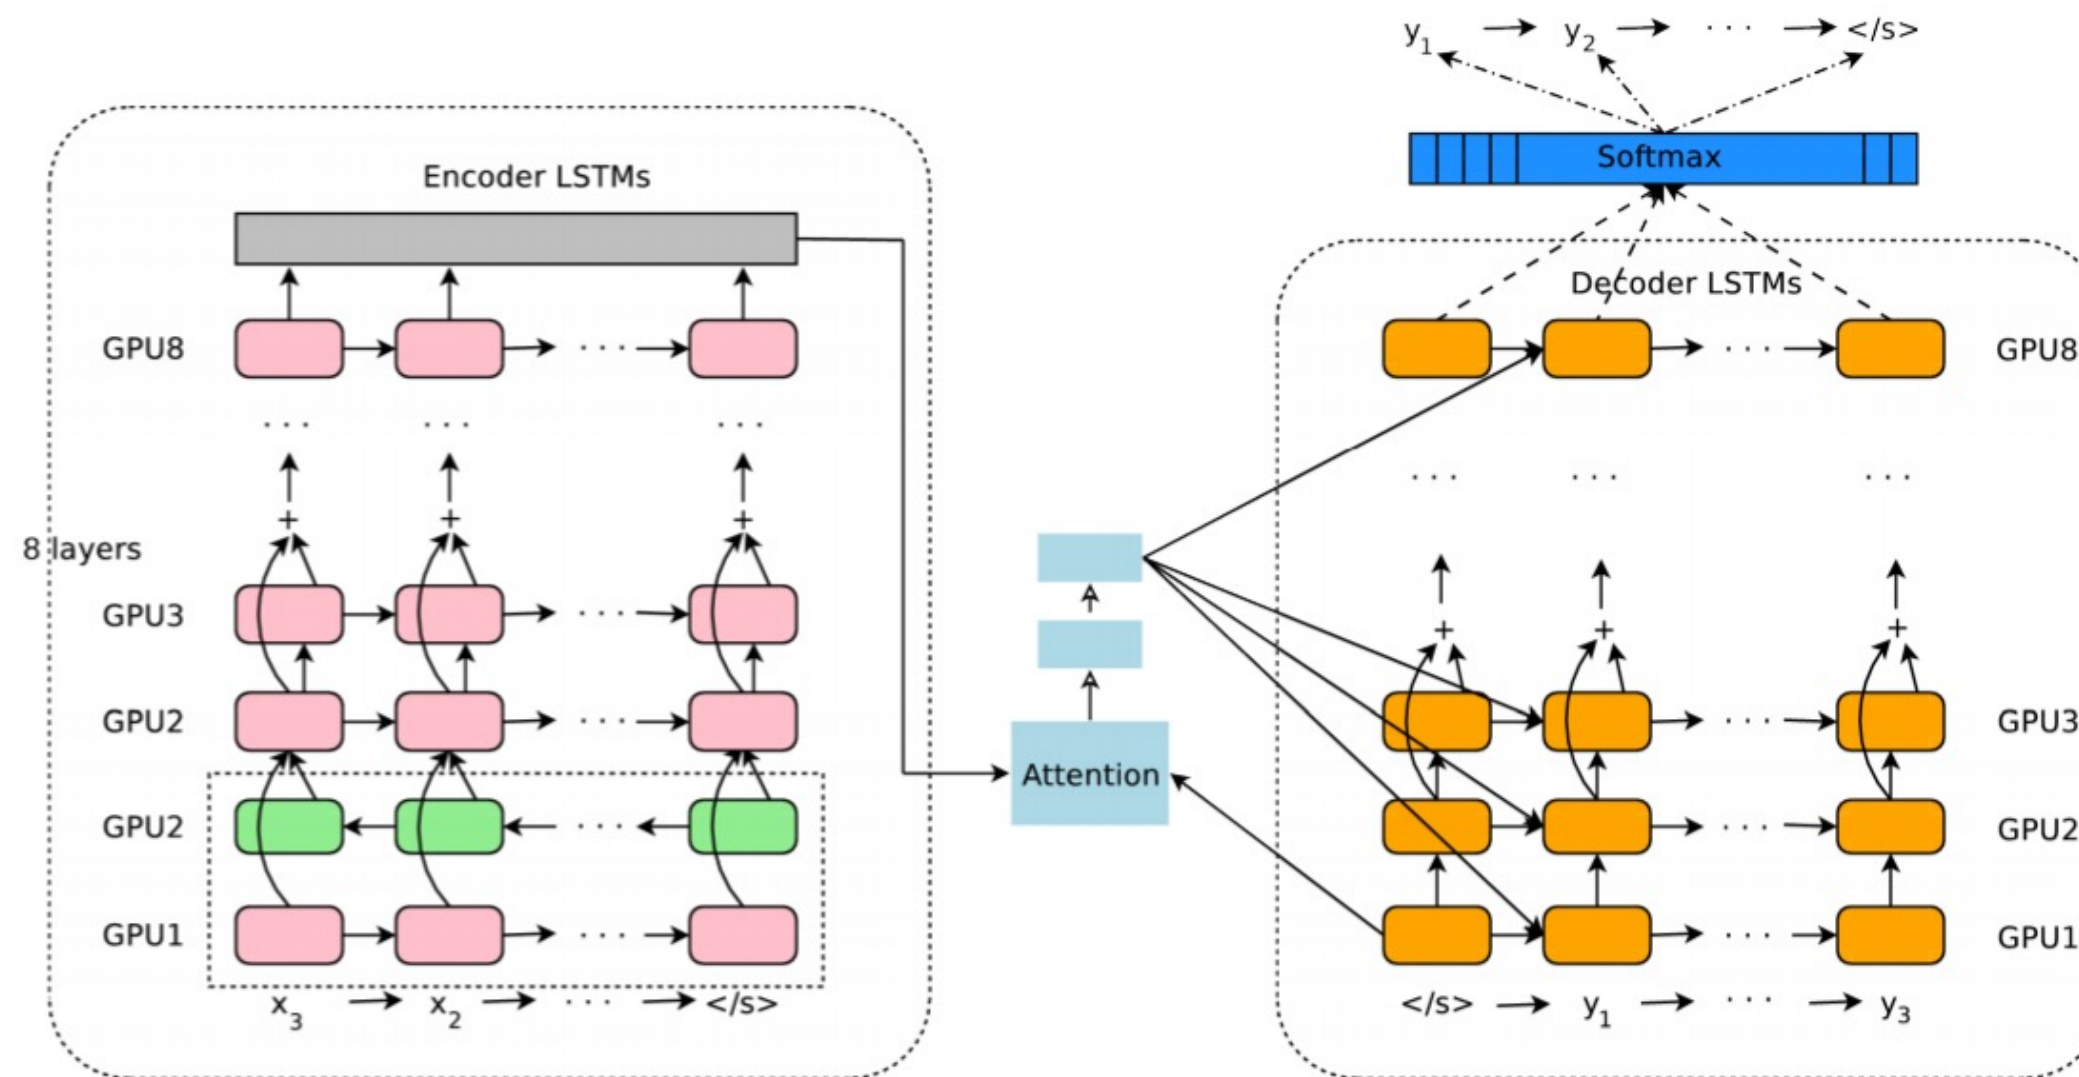 y1 → y2 → ··· → </s>
Softmax
Encoder LSTMs
Decoder LSTMs
GPU8
GPU8
··· ··· ···
··· ··· ···
+ + +
8 layers
GPU3
+ + +
GPU2
GPU3
Attention
GPU2
GPU2
GPU1
GPU1
x3 → x2 → ··· → </s>
</s> → y1 → ··· → y3